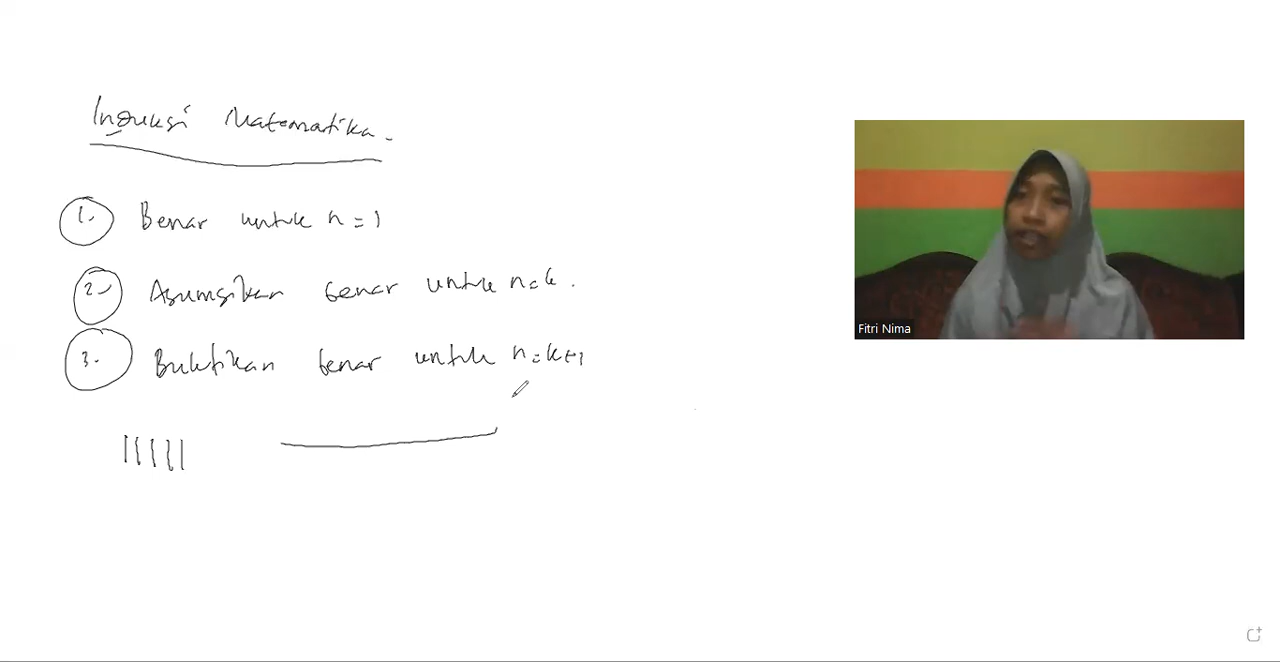 Induksi Matematika.
1. Benar untuk n=1
2. Asumsikan benar untuk n=k.
3. Buktikan benar untuk n=k+1
Fitri Nima